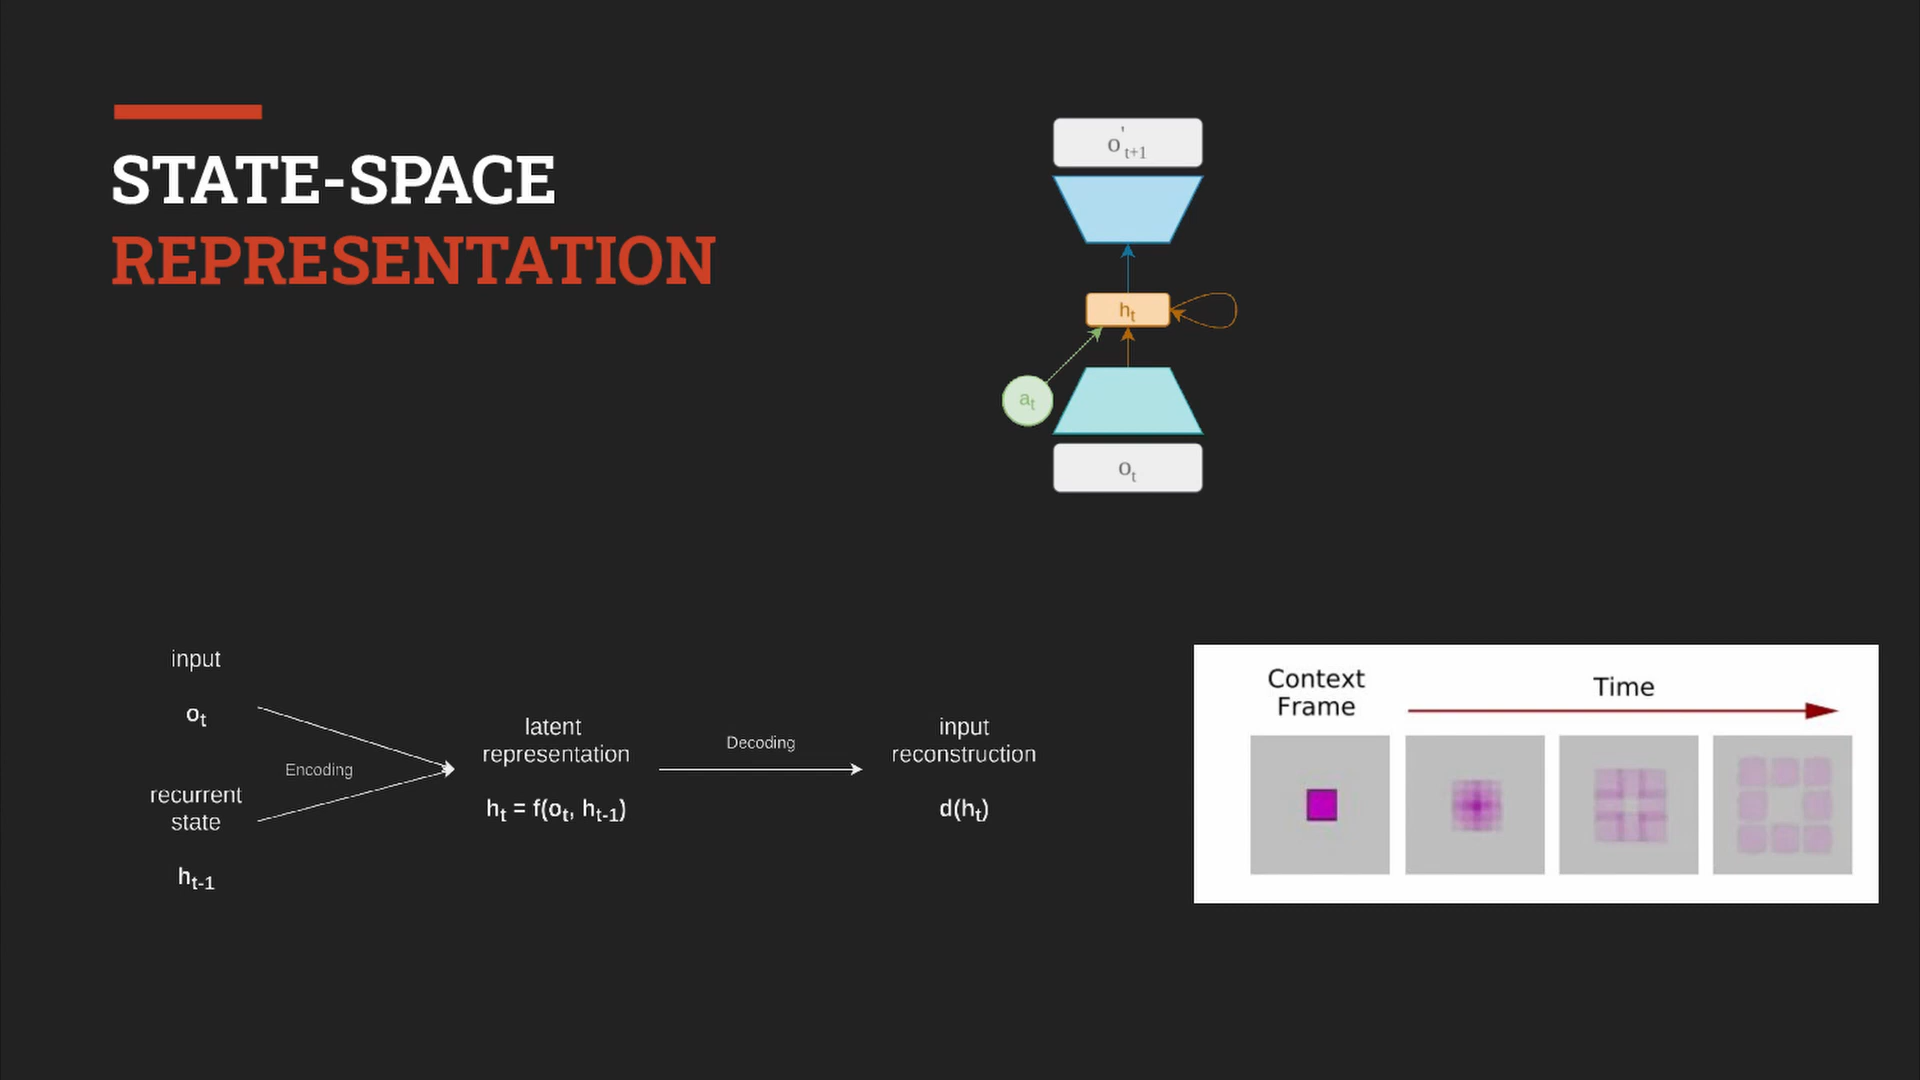 STATE-SPACE
REPRESENTATION
o't+1
ht
at
ot
input
ot
Encoding
recurrent
state
ht-1
latent
representation
ht = f(ot, ht-1)
Decoding
input
reconstruction
d(ht)
Context
Frame
Time